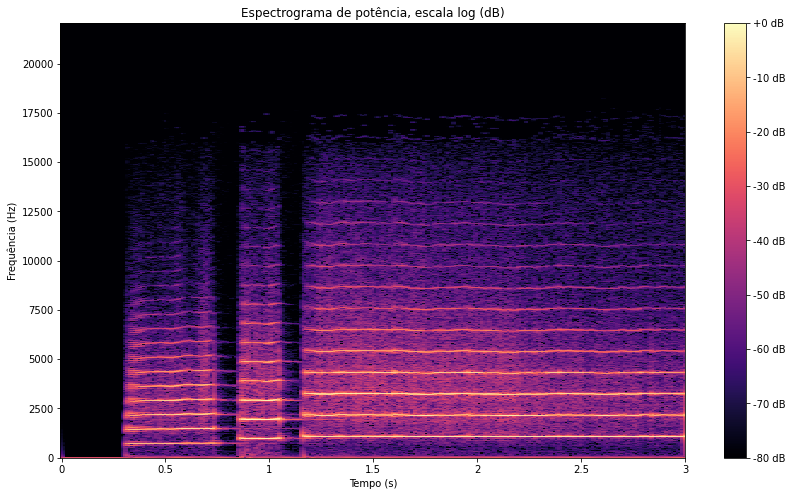 Espectrograma de potência, escala log (dB)
Frequência (Hz)
20000
17500
15000
12500
10000
7500
5000
2500
0
0
0.5
1
1.5
2
2.5
3
Tempo (s)
+0 dB
-10 dB
-20 dB
-30 dB
-40 dB
-50 dB
-60 dB
-70 dB
-80 dB